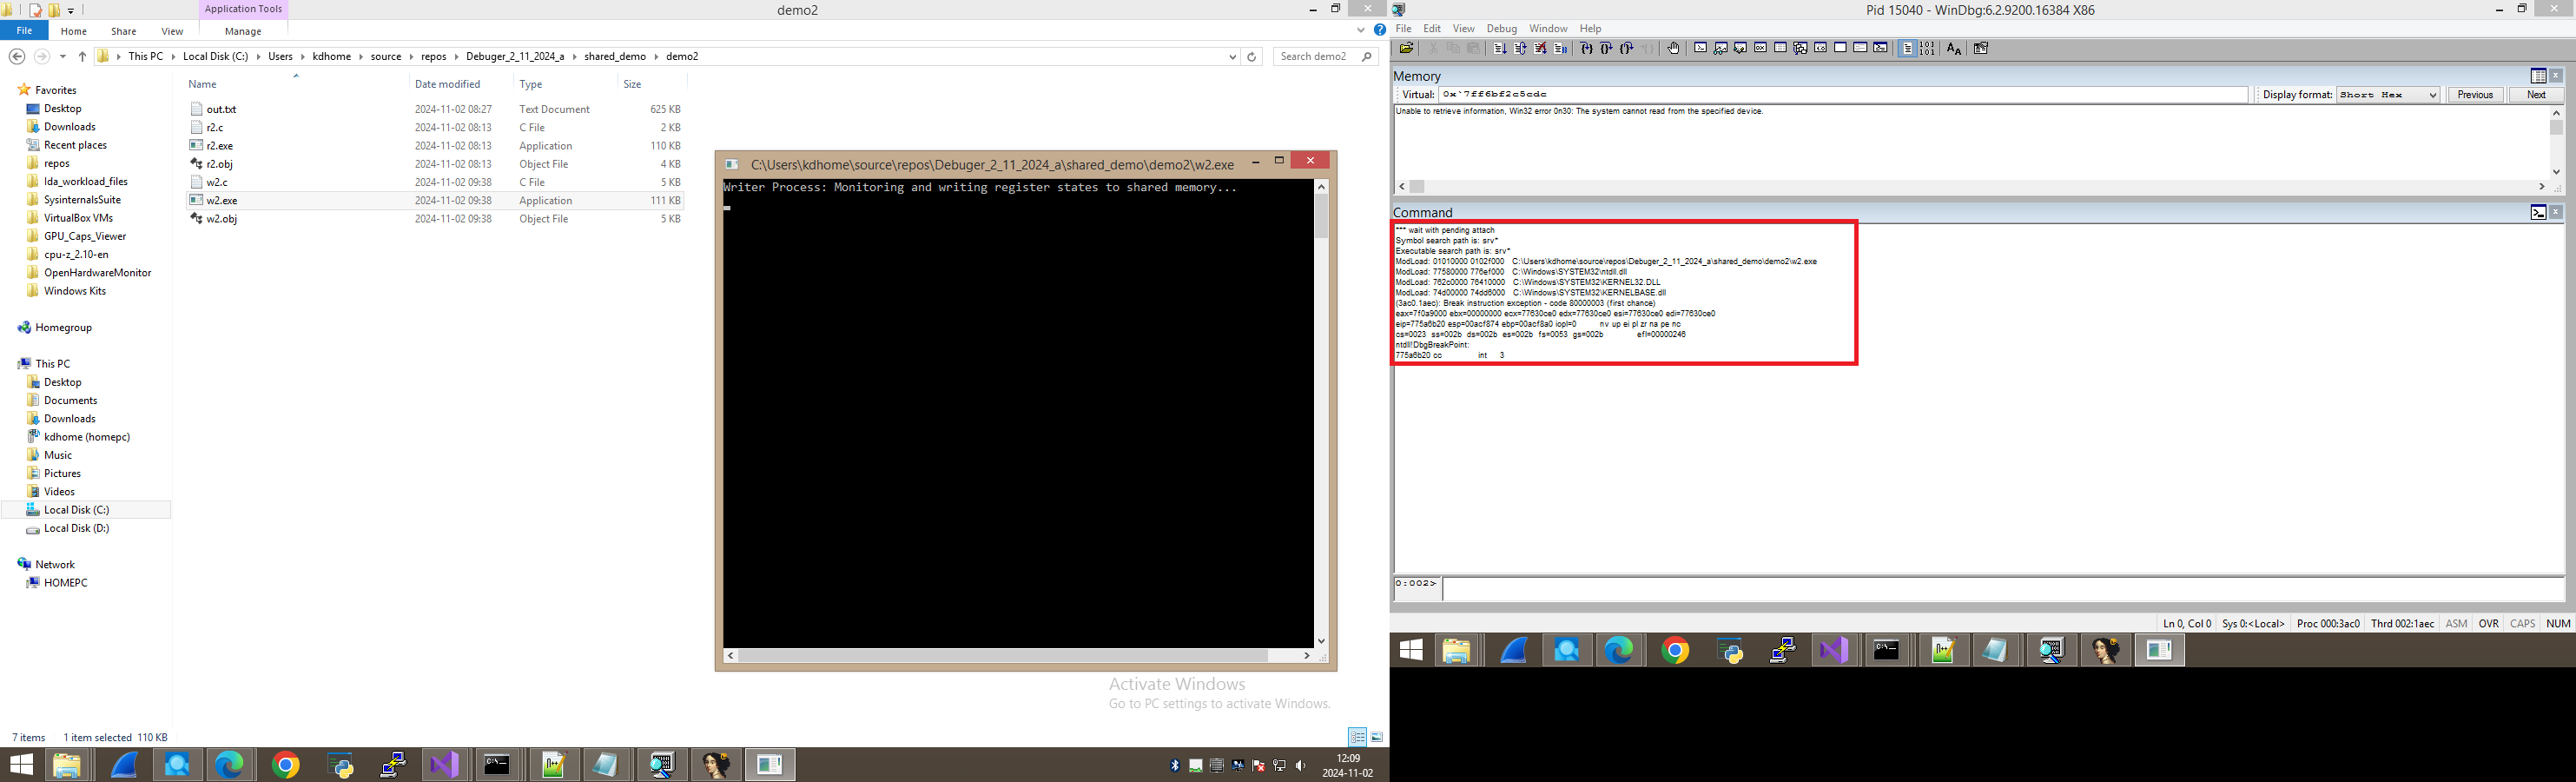 Application Tools
demo2
File
Home
Share
View
Manage
This PC
Local Disk (C:)
Users
kdhome
source
repos
Debuger_2_11_2024_a
shared_demo
demo2
Search demo2
Favorites
Desktop
Downloads
Recent places
repos
lda_workload_files
SysinternalsSuite
VirtualBox VMs
GPU_Caps_Viewer
cpu-z_2.10-en
OpenHardwareMonitor
Windows Kits
Homegroup
This PC
Desktop
Documents
Downloads
kdhome (homepc)
Music
Pictures
Videos
Local Disk (C:)
Local Disk (D:)
Network
HOMEPC
Name Date modified Type Size
out.txt 2024-11-02 08:27 Text Document 625 KB
r2.c 2024-11-02 08:13 C File 2 KB
r2.exe 2024-11-02 08:13 Application 110 KB
r2.obj 2024-11-02 08:13 Object File 4 KB
w2.c 2024-11-02 09:38 C File 5 KB
w2.exe 2024-11-02 09:38 Application 111 KB
w2.obj 2024-11-02 09:38 Object File 5 KB
C:\Users\kdhome\source\repos\Debuger_2_11_2024_a\shared_demo\demo2\w2.exe
Writer Process: Monitoring and writing register states to shared memory...
Activate Windows
Go to PC settings to activate Windows.
7 items 1 item selected 110 KB
12:09
2024-11-02
Pid 15040 - WinDbg:6.2.9200.16384 X86
File Edit View Debug Window Help
Memory
Virtual: 0x`7ff6bf2c5cdc
Display format: Short Hex Previous Next
Unable to retrieve information, Win32 error 0n30: The system cannot read from the specified device.
Command
*** wait with pending attach
Symbol search path is: srv*
Executable search path is: srv*
ModLoad: 01010000 0102f000 C:\Users\kdhome\source\repos\Debuger_2_11_2024_a\shared_demo\demo2\w2.exe
ModLoad: 77580000 776ef000 C:\Windows\SYSTEM32\ntdll.dll
ModLoad: 762c0000 76410000 C:\Windows\SYSTEM32\KERNEL32.DLL
ModLoad: 74d00000 74dd6000 C:\Windows\SYSTEM32\KERNELBASE.dll
(3ac0.1aec): Break instruction exception - code 80000003 (first chance)
eax=7f0a9000 ebx=00000000 ecx=77630ce0 edx=77630ce0 esi=77630ce0 edi=77630ce0
eip=775a6b20 esp=00acf874 ebp=00acf8a0 iopl=0 nv up ei pl zr na pe nc
cs=0023 ss=002b ds=002b es=002b fs=0053 gs=002b efl=00000246
ntdll!DbgBreakPoint:
775a6b20 cc int 3
0:002>
Ln 0, Col 0 Sys 0:<Local> Proc 000:3ac0 Thrd 002:1aec ASM OVR CAPS NUM